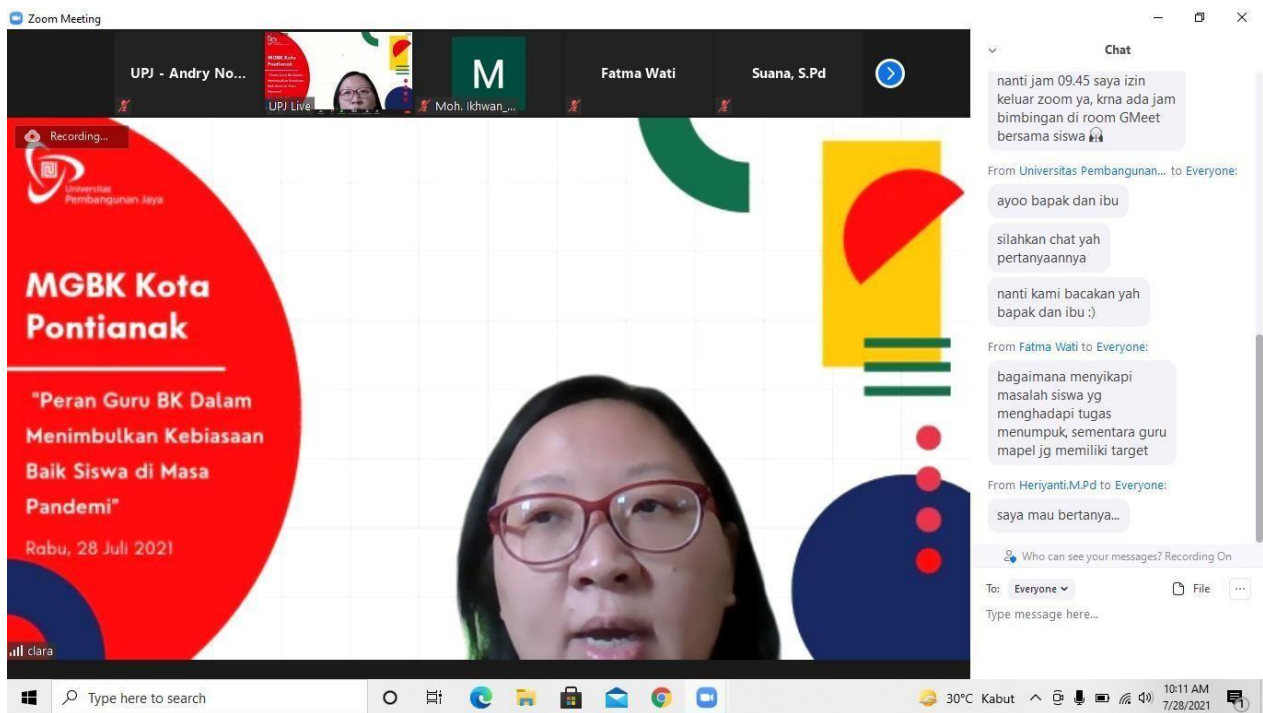 Zoom Meeting
UPJ - Andry No...
MGBK Kota
Pontianak
UPJ Live
M
Moh. Ikhwan_...
Fatma Wati
Suana, S.Pd
Recording...
Universitas
Pembangunan Jaya
MGBK Kota
Pontianak
"Peran Guru BK Dalam
Menimbulkan Kebiasaan
Baik Siswa di Masa
Pandemi"
Rabu, 28 Juli 2021
clara
Chat
nanti jam 09.45 saya izin
keluar zoom ya, krna ada jam
bimbingan di room GMeet
bersama siswa
From Universitas Pembangunan... to Everyone:
ayoo bapak dan ibu
silahkan chat yah
pertanyaannya
nanti kami bacakan yah
bapak dan ibu :)
From Fatma Wati to Everyone:
bagaimana menyikapi
masalah siswa yg
menghadapi tugas
menumpuk, sementara guru
mapel jg memiliki target
From Heriyanti.M.Pd to Everyone:
saya mau bertanya...
Who can see your messages? Recording On
To: Everyone
File
Type message here...
Type here to search
30°C Kabut
10:11 AM
7/28/2021
1